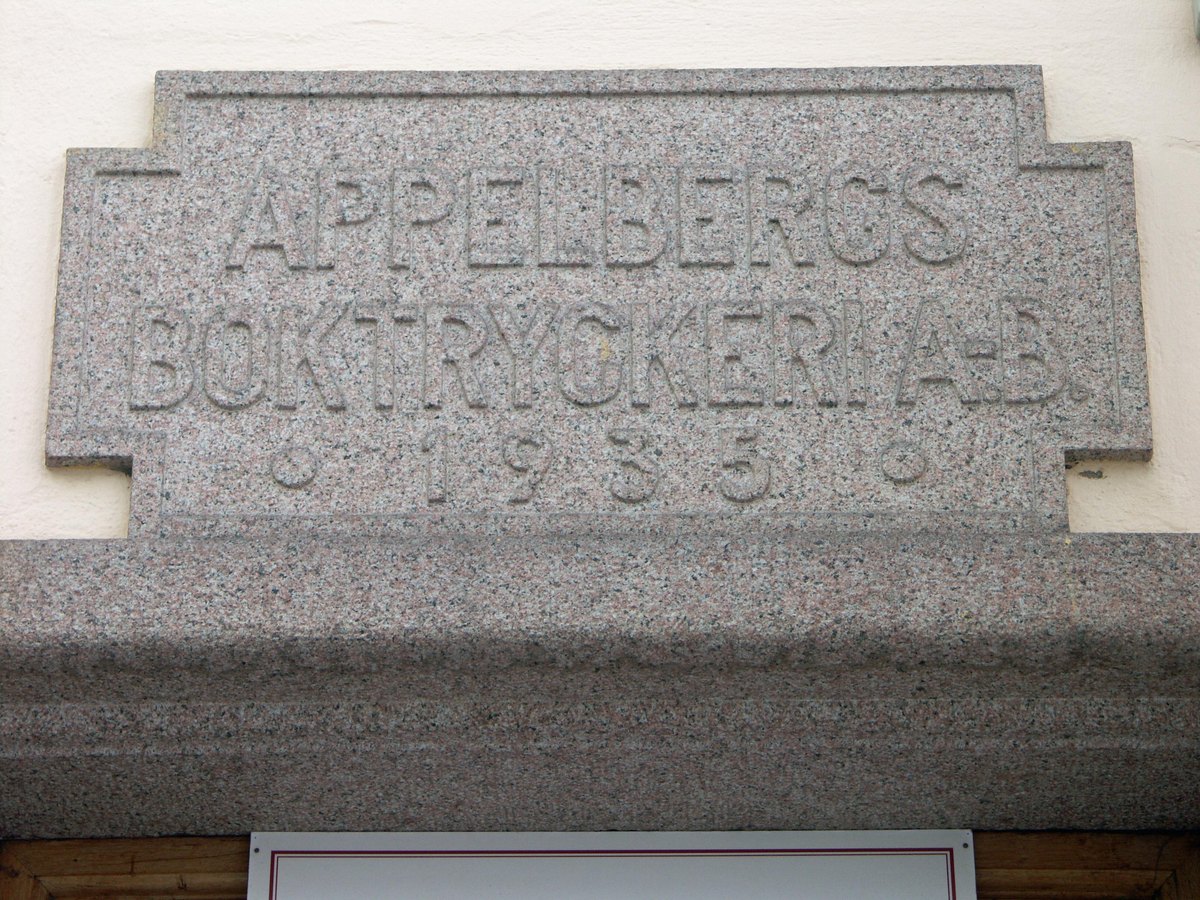 APPELBERGS
BOKTRYCKERI A.-B.
• 1935 •